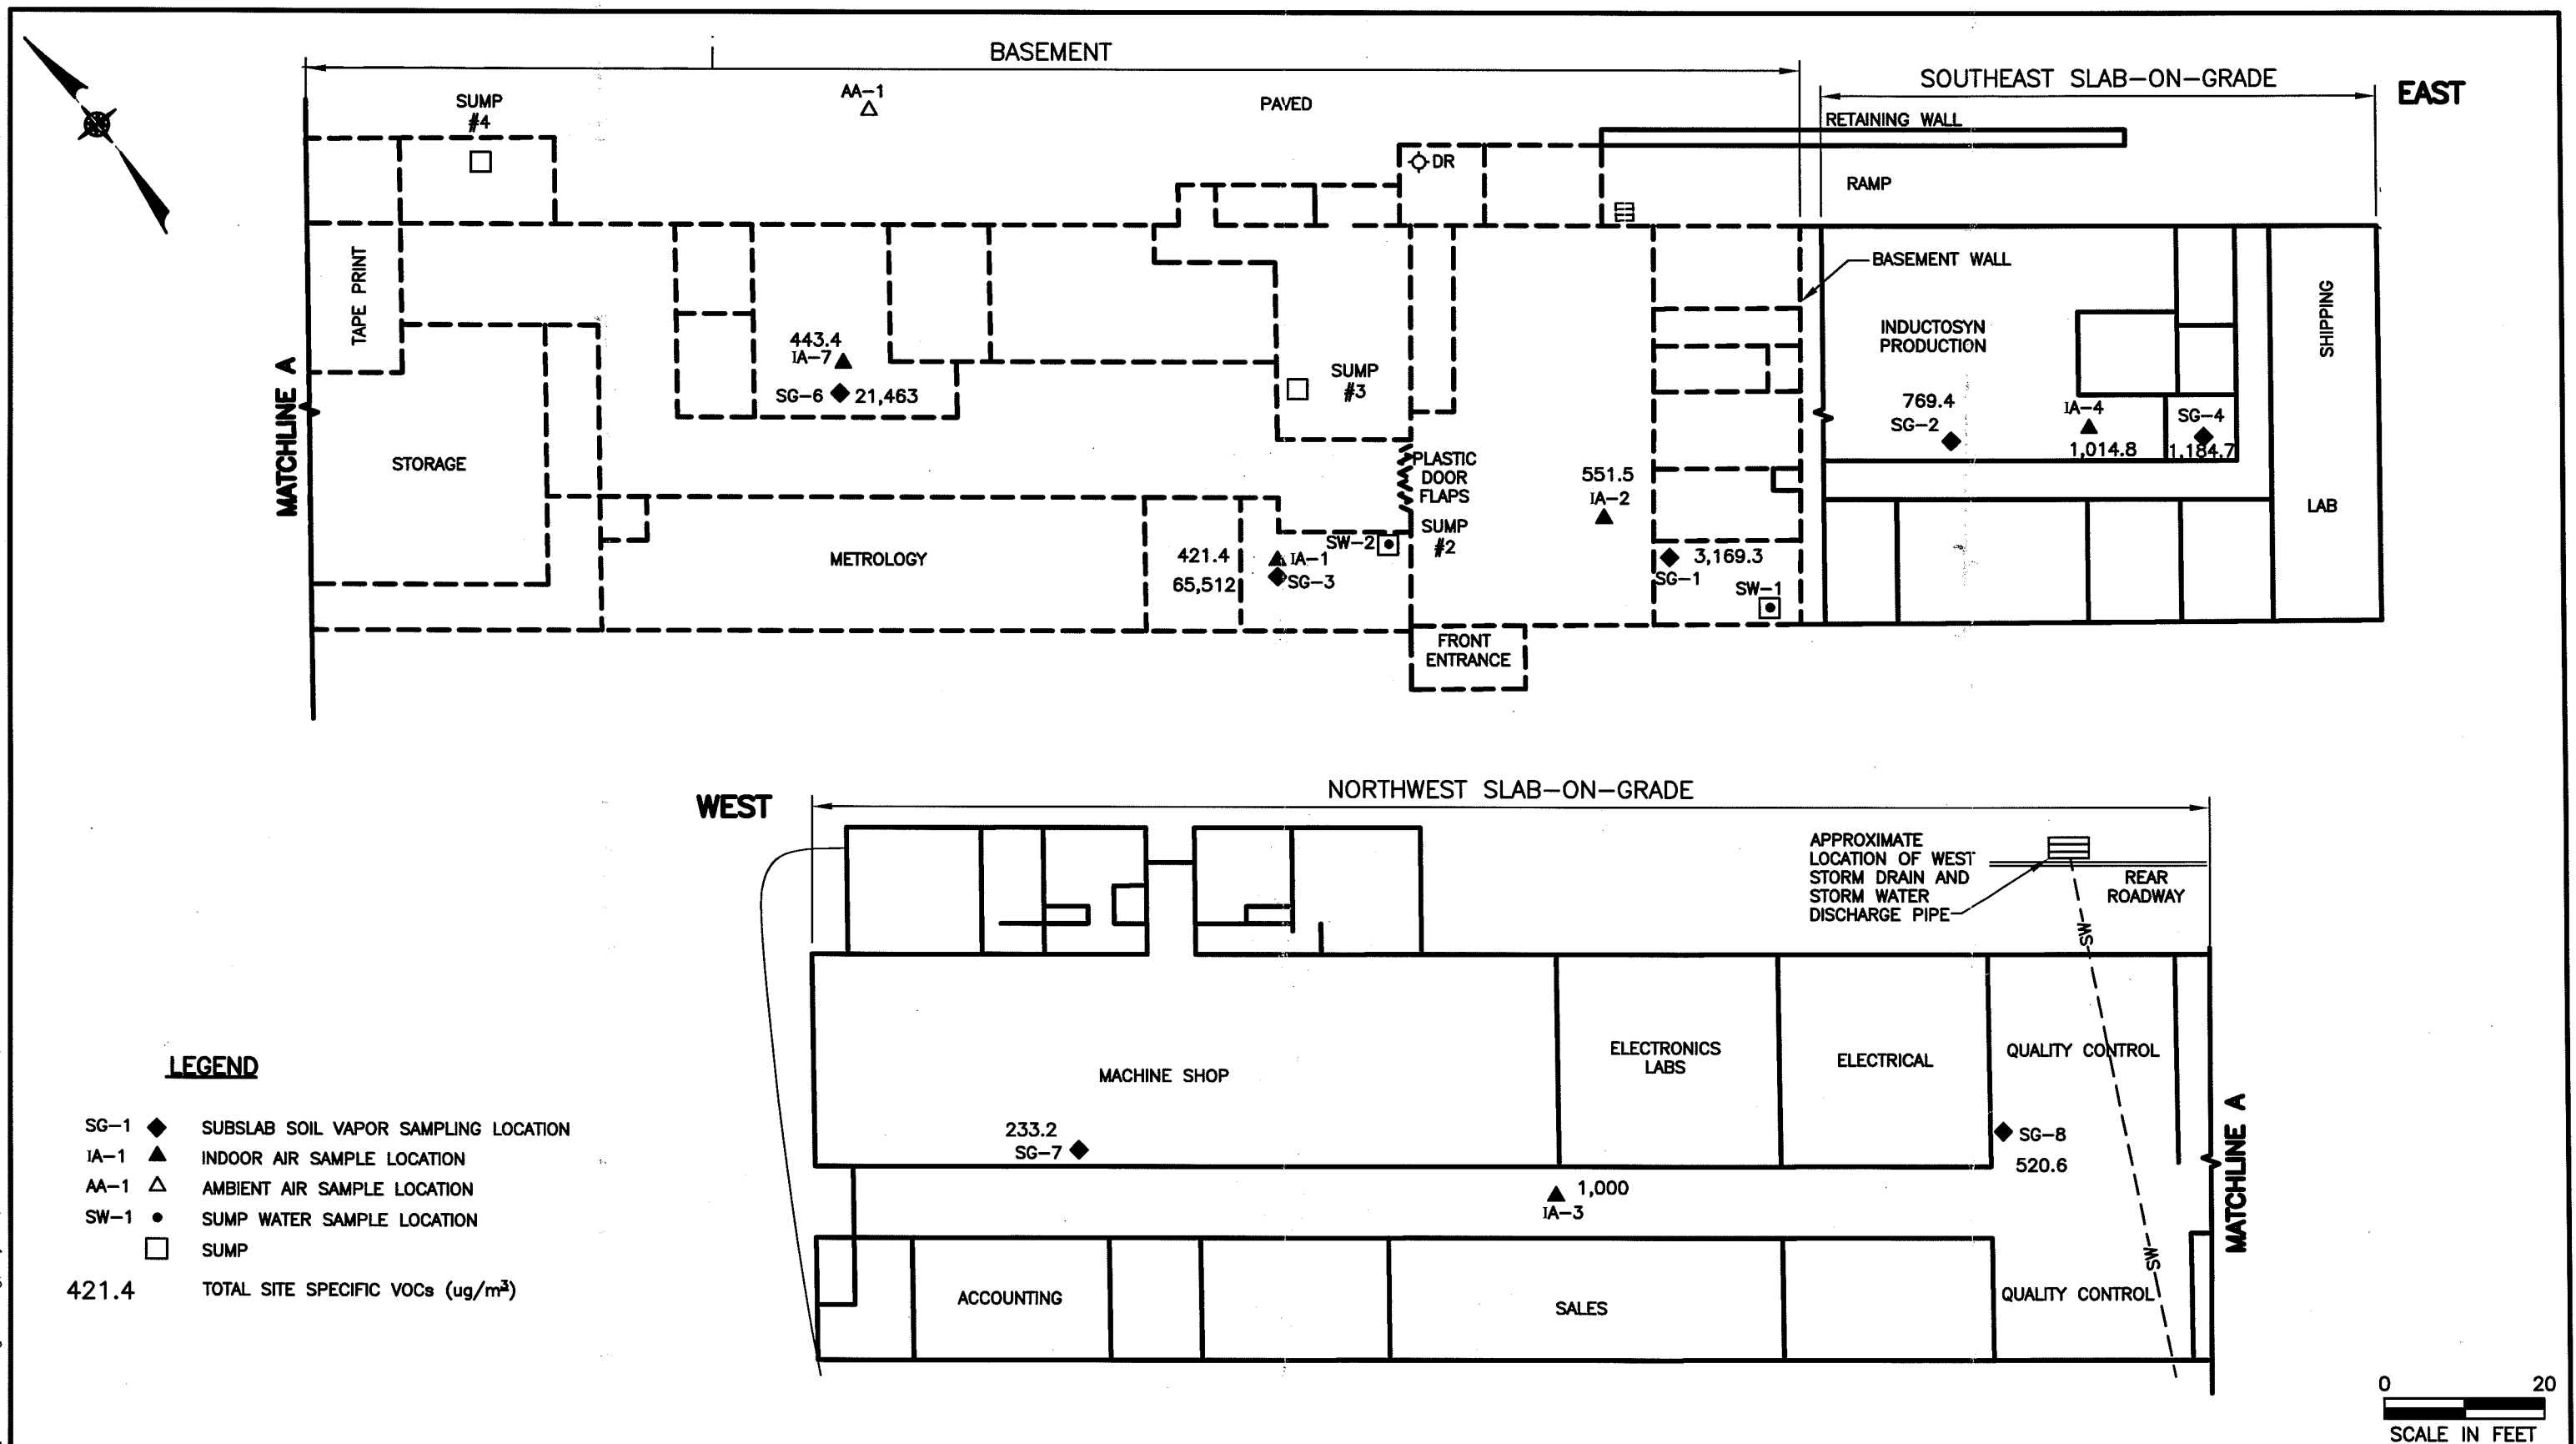 BASEMENT
SOUTHEAST SLAB-ON-GRADE
EAST
SUMP
#4
AA-1
PAVED
RETAINING WALL
DR
RAMP
TAPE PRINT
BASEMENT WALL
SHIPPING
INDUCTOSYN
PRODUCTION
443.4
IA-7
SG-6
21,463
SUMP
#3
MATCHLINE A
769.4
SG-2
IA-4
1,014.8
SG-4
1,184.7
STORAGE
PLASTIC
DOOR
FLAPS
551.5
IA-2
LAB
SUMP
#2
SW-2
METROLOGY
421.4
IA-1
65,512
SG-3
3,169.3
SG-1
SW-1
FRONT
ENTRANCE
WEST
NORTHWEST SLAB-ON-GRADE
APPROXIMATE
LOCATION OF WEST
STORM DRAIN AND
STORM WATER
DISCHARGE PIPE
REAR
ROADWAY
SW
MACHINE SHOP
ELECTRONICS
LABS
ELECTRICAL
QUALITY CONTROL
233.2
SG-7
SG-8
520.6
MATCHLINE A
1,000
IA-3
SW
ACCOUNTING
SALES
QUALITY CONTROL
LEGEND
SG-1 SUBSLAB SOIL VAPOR SAMPLING LOCATION
IA-1 INDOOR AIR SAMPLE LOCATION
AA-1 AMBIENT AIR SAMPLE LOCATION
SW-1 SUMP WATER SAMPLE LOCATION
SUMP
421.4 TOTAL SITE SPECIFIC VOCs (ug/m³)
0 20
SCALE IN FEET